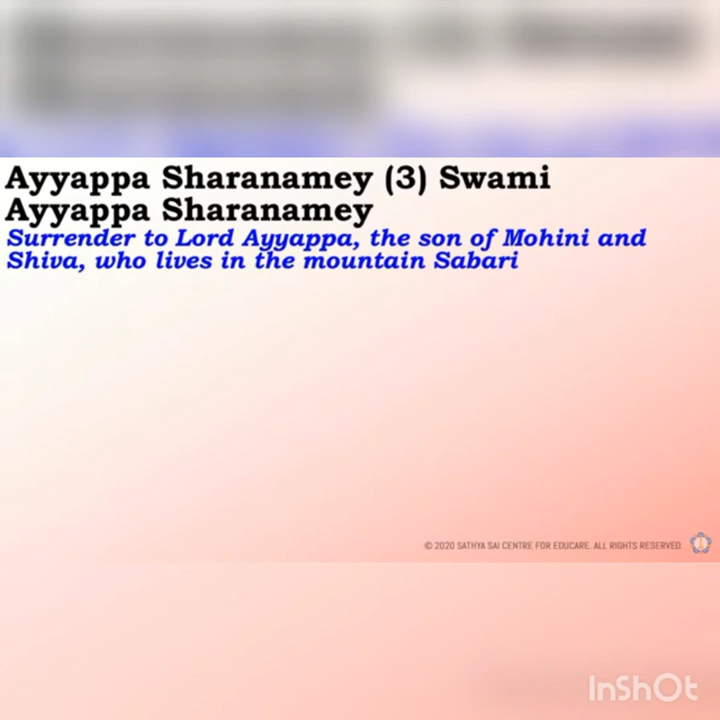 Ayyappa Sharanamey (3) Swami
Ayyappa Sharanamey
Surrender to Lord Ayyappa, the son of Mohini and
Shiva, who lives in the mountain Sabari
© 2020 SATHYA SAI CENTRE FOR EDUCARE. ALL RIGHTS RESERVED.
InShOt